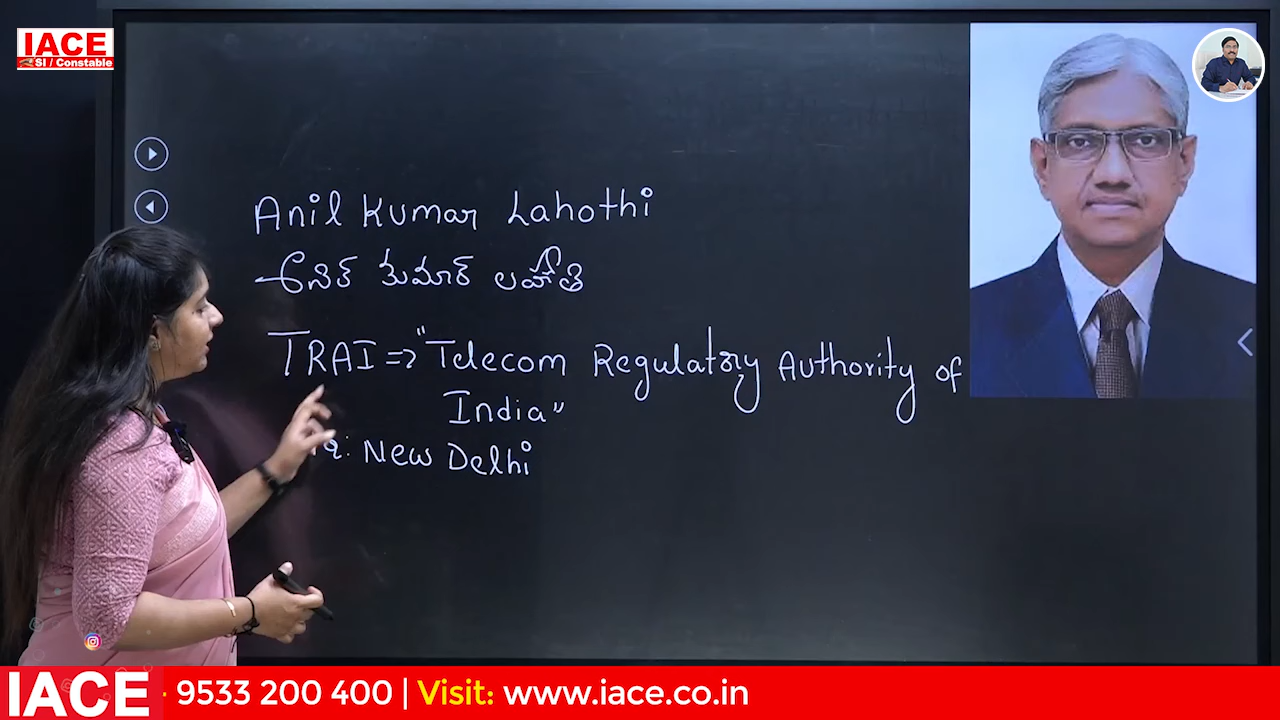 IACE
SI / Constable
Anil Kumar Lahothi
అనిల్ కుమార్ లహోతి
TRAI => "Telecom Regulatory Authority of
India"
New Delhi
IACE
9533 200 400 | Visit: www.iace.co.in